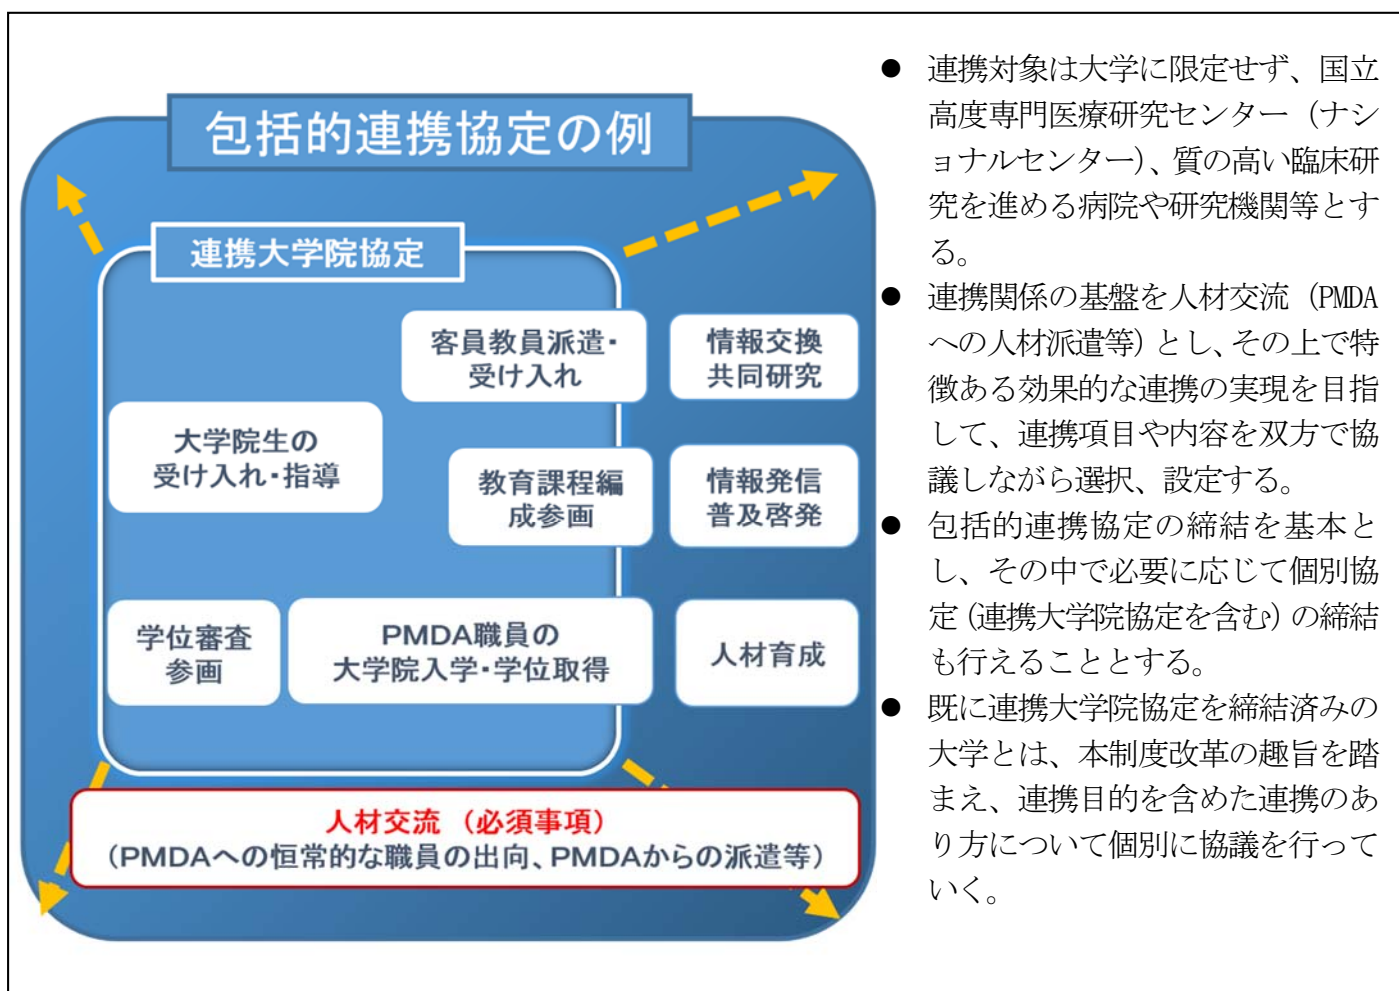 包括的連携協定の例
連携大学院協定
客員教員派遣・
受け入れ
情報交換
共同研究
大学院生の
受け入れ・指導
教育課程編
成参画
情報発信
普及啓発
学位審査
参画
PMDA職員の
大学院入学・学位取得
人材育成
人材交流（必須事項）
（PMDAへの恒常的な職員の出向、PMDAからの派遣等）
● 連携対象は大学に限定せず、国立
高度専門医療研究センター（ナシ
ョナルセンター）、質の高い臨床研
究を進める病院や研究機関等とす
る。
● 連携関係の基盤を人材交流（PMDA
への人材派遣等）とし、その上で特
徴ある効果的な連携の実現を目指
して、連携項目や内容を双方で協
議しながら選択、設定する。
● 包括的連携協定の締結を基本と
し、その中で必要に応じて個別協
定（連携大学院協定を含む）の締結
も行えることとする。
● 既に連携大学院協定を締結済みの
大学とは、本制度改革の趣旨を踏
まえ、連携目的を含めた連携のあ
り方について個別に協議を行って
いく。